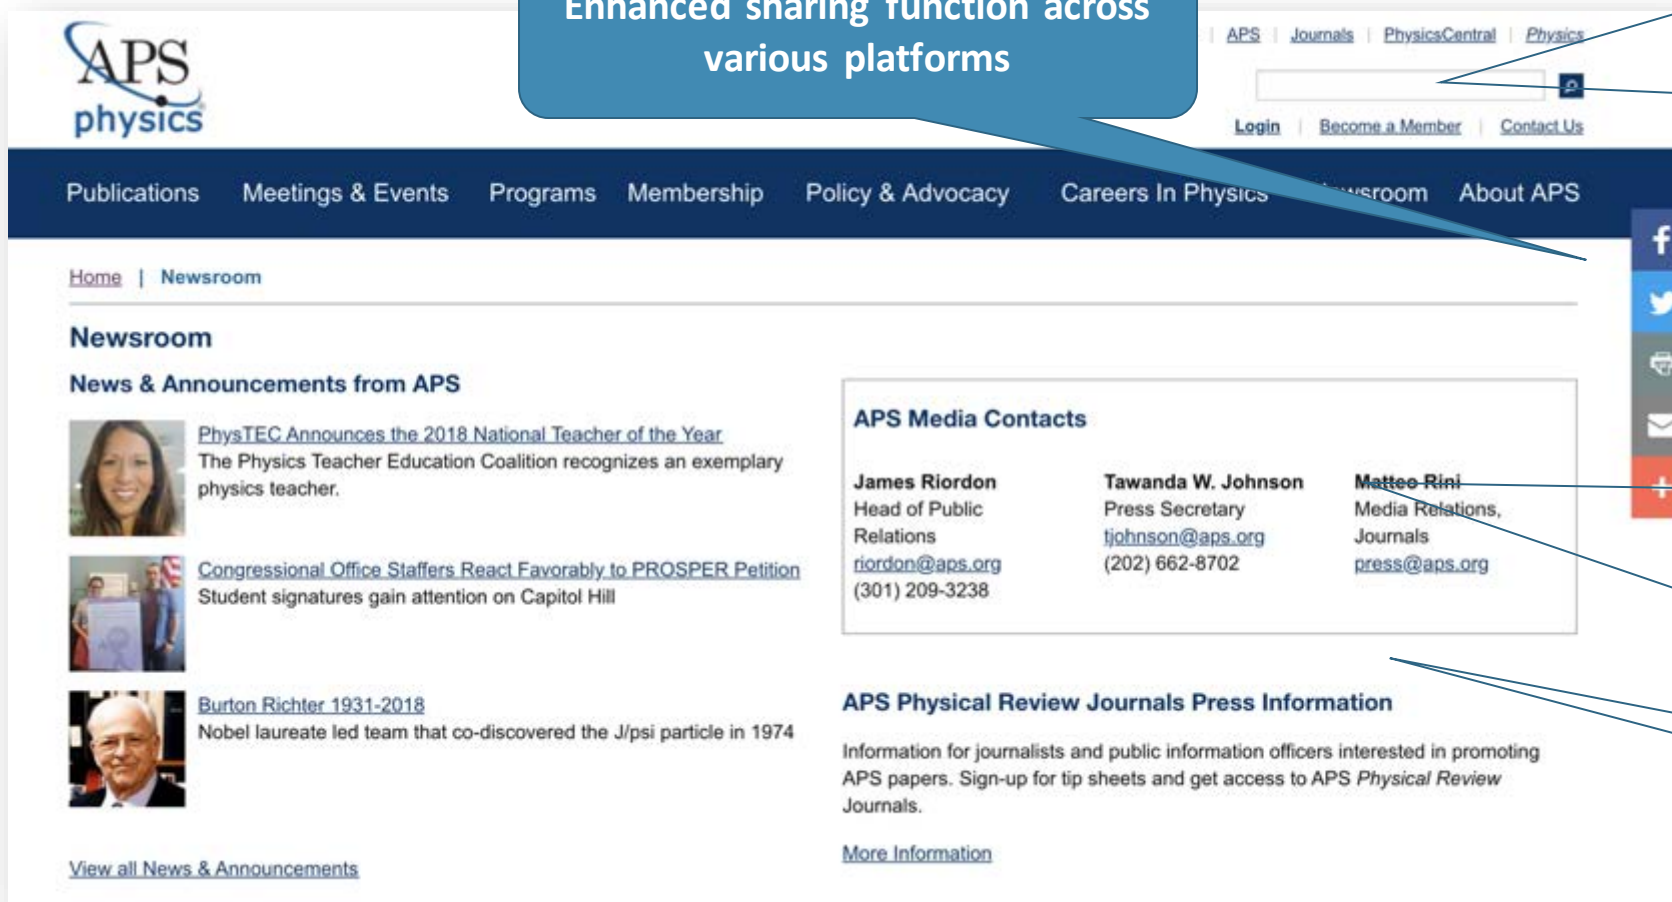 Enhanced sharing function across
various platforms
APS
physics
APS | Journals | PhysicsCentral | Physics
Login | Become a Member | Contact Us
Publications Meetings & Events Programs Membership Policy & Advocacy Careers In Physics Newsroom About APS
Home | Newsroom
Newsroom
News & Announcements from APS
PhysTEC Announces the 2018 National Teacher of the Year
The Physics Teacher Education Coalition recognizes an exemplary
physics teacher.
Congressional Office Staffers React Favorably to PROSPER Petition
Student signatures gain attention on Capitol Hill
Burton Richter 1931-2018
Nobel laureate led team that co-discovered the J/psi particle in 1974
View all News & Announcements
APS Media Contacts
James Riordon
Head of Public
Relations
riordon@aps.org
(301) 209-3238
Tawanda W. Johnson
Press Secretary
tjohnson@aps.org
(202) 662-8702
Matteo Rini
Media Relations,
Journals
press@aps.org
APS Physical Review Journals Press Information
Information for journalists and public information officers interested in promoting
APS papers. Sign-up for tip sheets and get access to APS Physical Review
Journals.
More Information